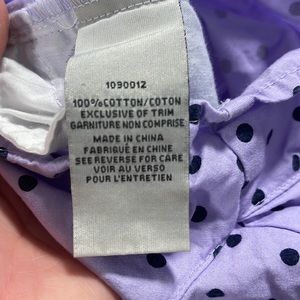 1090012
100%COTTON/COTON
EXCLUSIVE OF TRIM
GARNITURE NON COMPRISE
MADE IN CHINA
FABRIQUÉ EN CHINE
SEE REVERSE FOR CARE
VOIR AU VERSO
POUR L'ENTRETIEN